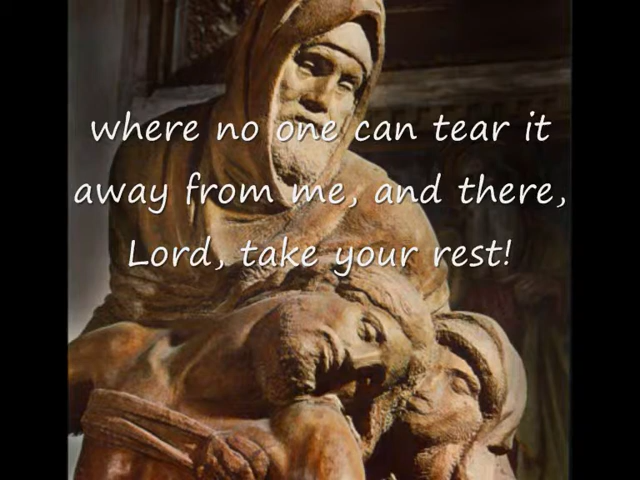 where no one can tear it
away from me, and there,
Lord, take your rest!